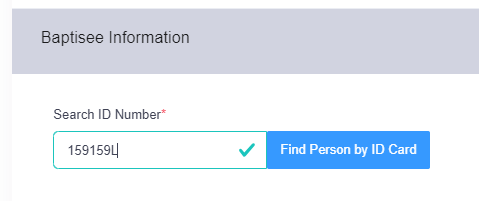 Baptisee Information
Search ID Number*
159159L
Find Person by ID Card